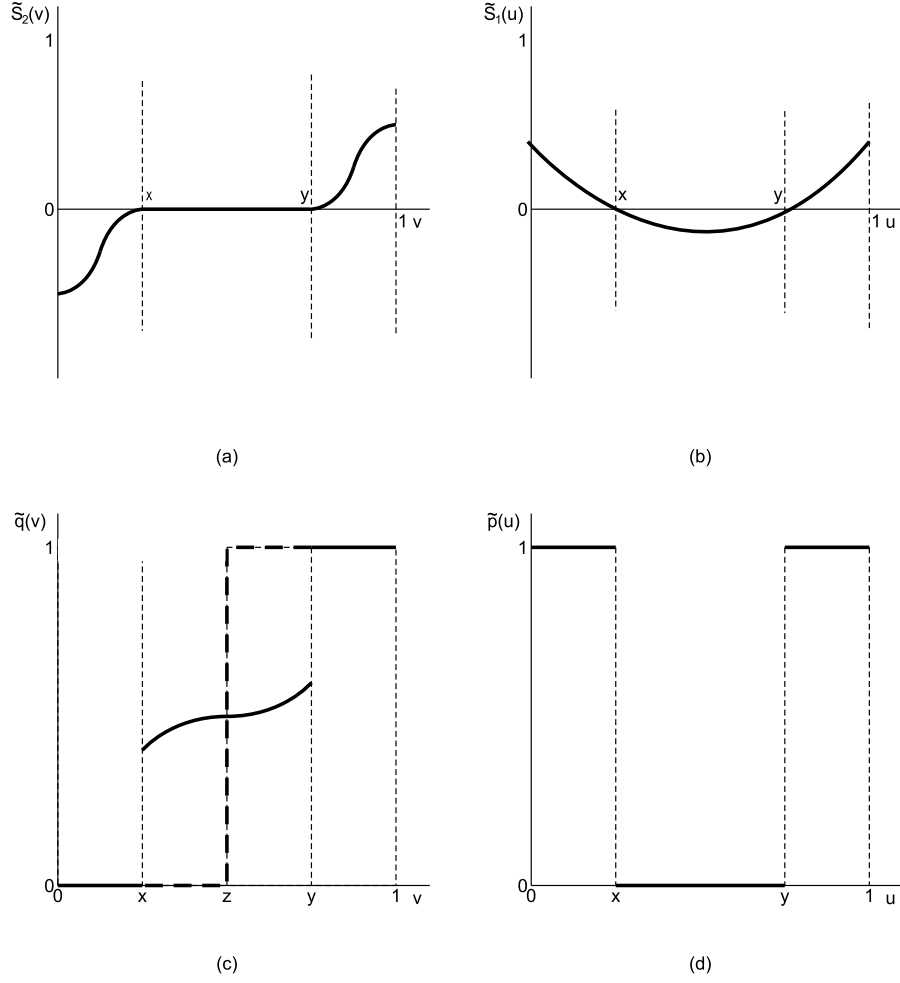 S̃₂(v)
1
0
x
y
1 v
(a)
S̃₁(u)
1
0
x
y
1 u
(b)
q̃(v)
1
0
0 x z y 1 v
(c)
p̃(u)
1
0
0 x y 1 u
(d)